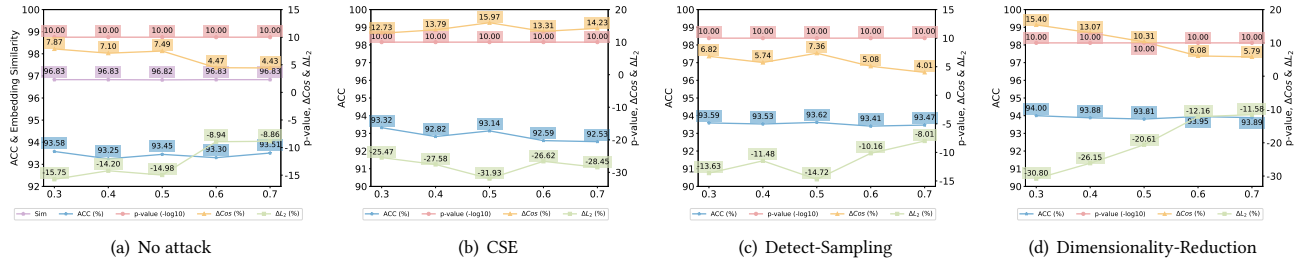 100
99
98
97
96
95
94
93
92
ACC & Embedding Similarity
10.00 10.00 10.00 10.00 10.00
7.87 7.10 7.49 4.47 4.43
96.83 96.83 96.82 96.83 96.83
93.58 93.25 93.45 93.30 93.51
-15.75 -14.20 -14.98 -8.94 -8.86
15
10
5
0
-5
-10
-15
p-value, ΔCos & ΔL2
0.3 0.4 0.5 0.6 0.7
Sim ACC (%) p-value (-log10) ΔCos (%) ΔL2 (%)
(a) No attack
100
99
98
97
96
95
94
93
92
91
90
ACC
12.73 13.79 15.97 13.31 14.23
10.00 10.00 10.00 10.00 10.00
93.32 92.82 93.14 92.59 92.53
-25.47 -27.58 -31.93 -26.62 -28.45
20
10
0
-10
-20
-30
p-value, ΔCos & ΔL2
0.3 0.4 0.5 0.6 0.7
ACC (%) p-value (-log10) ΔCos (%) ΔL2 (%)
(b) CSE
100
99
98
97
96
95
94
93
92
91
90
ACC
10.00 10.00 10.00 10.00 10.00
6.82 5.74 7.36 5.08 4.01
93.59 93.53 93.62 93.41 93.47
-13.63 -11.48 -14.72 -10.16 -8.01
15
10
5
0
-5
-10
-15
p-value, ΔCos & ΔL2
0.3 0.4 0.5 0.6 0.7
ACC (%) p-value (-log10) ΔCos (%) ΔL2 (%)
(c) Detect-Sampling
100
99
98
97
96
95
94
93
92
91
90
ACC
15.40 13.07 10.31 6.08 5.79
10.00 10.00 10.00 10.00 10.00
94.00 93.88 93.81 93.95 93.89
-30.80 -26.15 -20.61 -12.16 -11.58
20
10
0
-10
-20
-30
p-value, ΔCos & ΔL2
0.3 0.4 0.5 0.6 0.7
ACC (%) p-value (-log10) ΔCos (%) ΔL2 (%)
(d) Dimensionality-Reduction